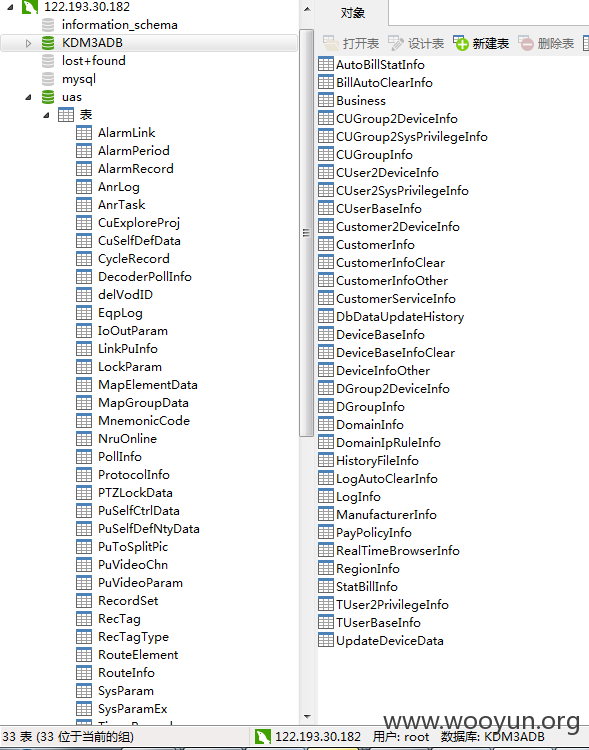 122.193.30.182
information_schema
KDM3ADB
lost+found
mysql
uas
表
AlarmLink
AlarmPeriod
AlarmRecord
AnrLog
AnrTask
CuExploreProj
CuSelfDefData
CycleRecord
DecoderPollInfo
delVodID
EqpLog
IoOutParam
LinkPuInfo
LockParam
MapElementData
MapGroupData
MnemonicCode
NruOnline
PollInfo
ProtocolInfo
PTZLockData
PuSelfCtrlData
PuSelfDefNtyData
PuToSplitPic
PuVideoChn
PuVideoParam
RecordSet
RecTag
RecTagType
RouteElement
RouteInfo
SysParam
SysParamEx
对象
打开表 设计表 新建表 删除表
AutoBillStatInfo
BillAutoClearInfo
Business
CUGroup2DeviceInfo
CUGroup2SysPrivilegeInfo
CUGroupInfo
CUser2DeviceInfo
CUser2SysPrivilegeInfo
CUserBaseInfo
Customer2DeviceInfo
CustomerInfo
CustomerInfoClear
CustomerInfoOther
CustomerServiceInfo
DbDataUpdateHistory
DeviceBaseInfo
DeviceBaseInfoClear
DeviceInfoOther
DGroup2DeviceInfo
DGroupInfo
DomainInfo
DomainIpRuleInfo
HistoryFileInfo
LogAutoClearInfo
LogInfo
ManufacturerInfo
PayPolicyInfo
RealTimeBrowserInfo
RegionInfo
StatBillInfo
TUser2PrivilegeInfo
TUserBaseInfo
UpdateDeviceData
www.wooyun.org
33 表 (33 位于当前的组) 122.193.30.182 用户: root 数据库: KDM3ADB